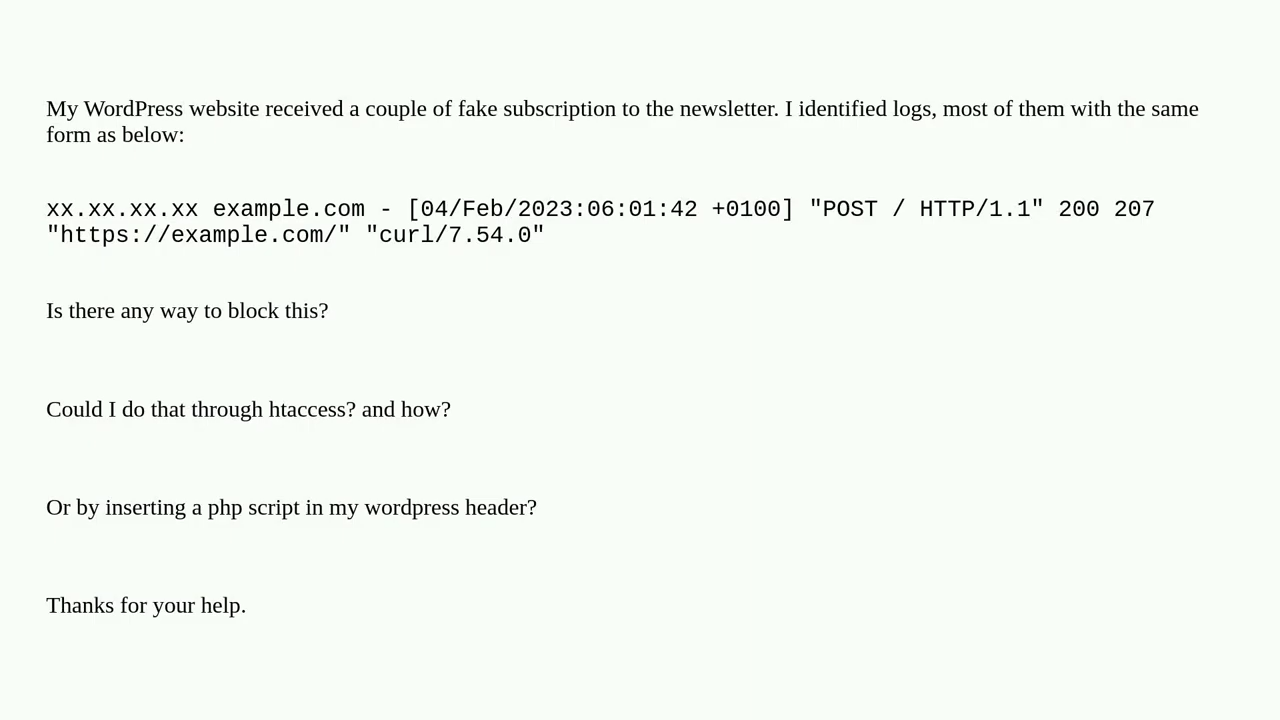 My WordPress website received a couple of fake subscription to the newsletter. I identified logs, most of them with the same
form as below:
xx.xx.xx.xx example.com - [04/Feb/2023:06:01:42 +0100] "POST / HTTP/1.1" 200 207
"https://example.com/" "curl/7.54.0"
Is there any way to block this?
Could I do that through htaccess? and how?
Or by inserting a php script in my wordpress header?
Thanks for your help.